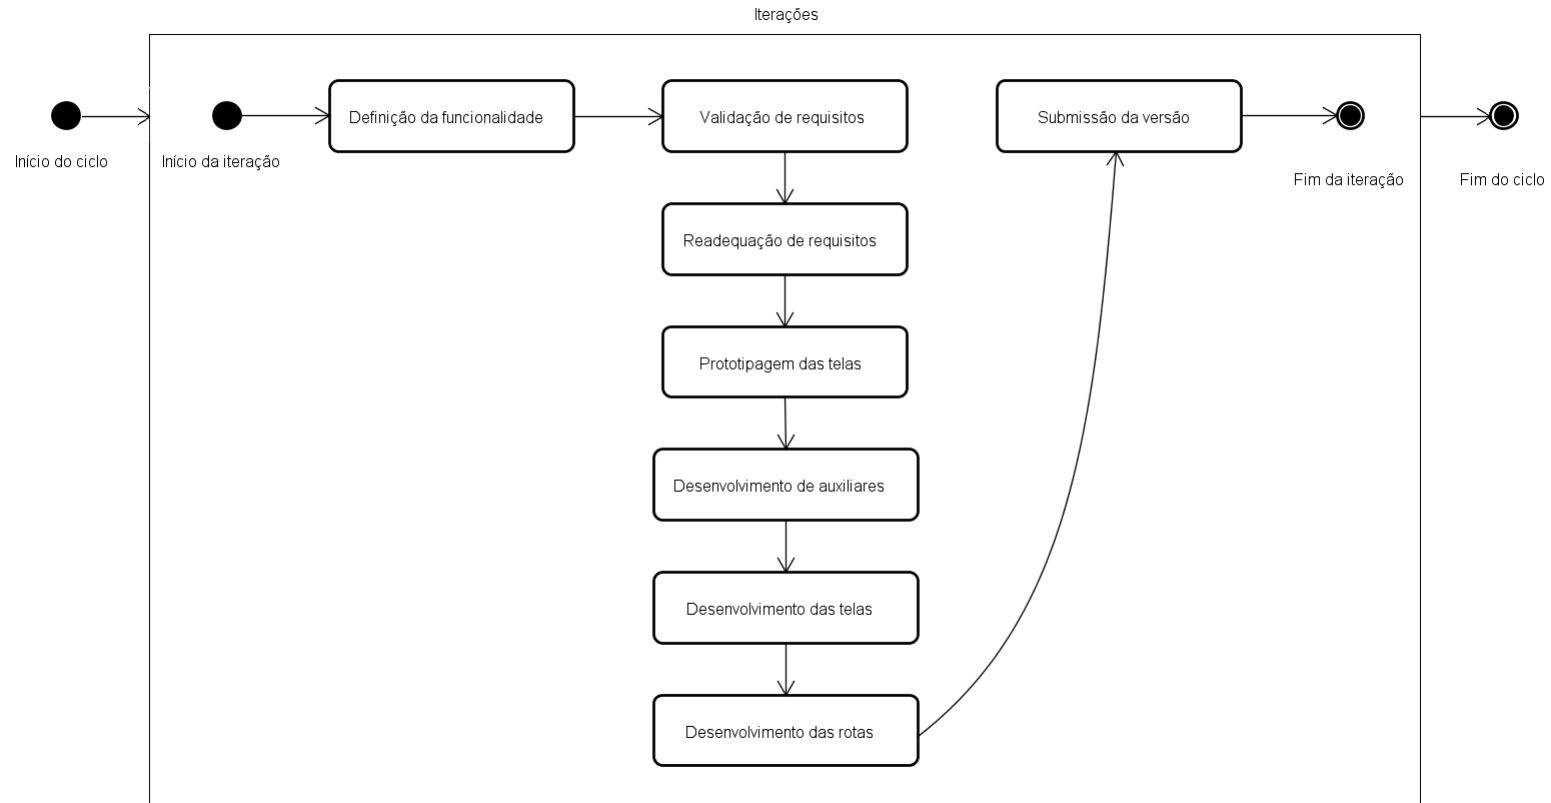 Iterações
Início do ciclo
Início da iteração
Definição da funcionalidade
Validação de requisitos
Readequação de requisitos
Prototipagem das telas
Desenvolvimento de auxiliares
Desenvolvimento das telas
Desenvolvimento das rotas
Submissão da versão
Fim da iteração
Fim do ciclo